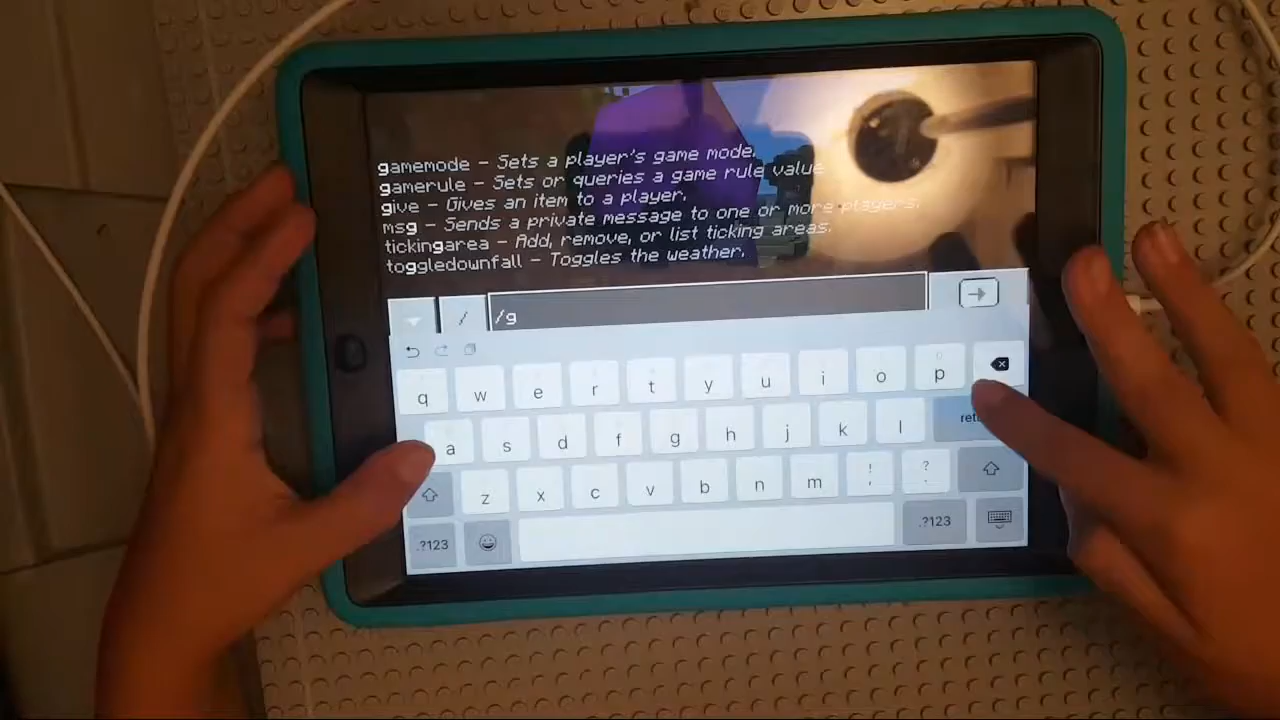 gamemode – Sets a player's game mode.
gamerule – Sets or queries a game rule value
give – Gives an item to a player.
msg – Sends a private message to one or more players.
tickingarea – Add, remove, or list ticking areas.
toggledownfall – Toggles the weather.
/ /g
q w e r t y u i o p
a s d f g h j k l
z x c v b n m ! , ? .
.?123 .?123